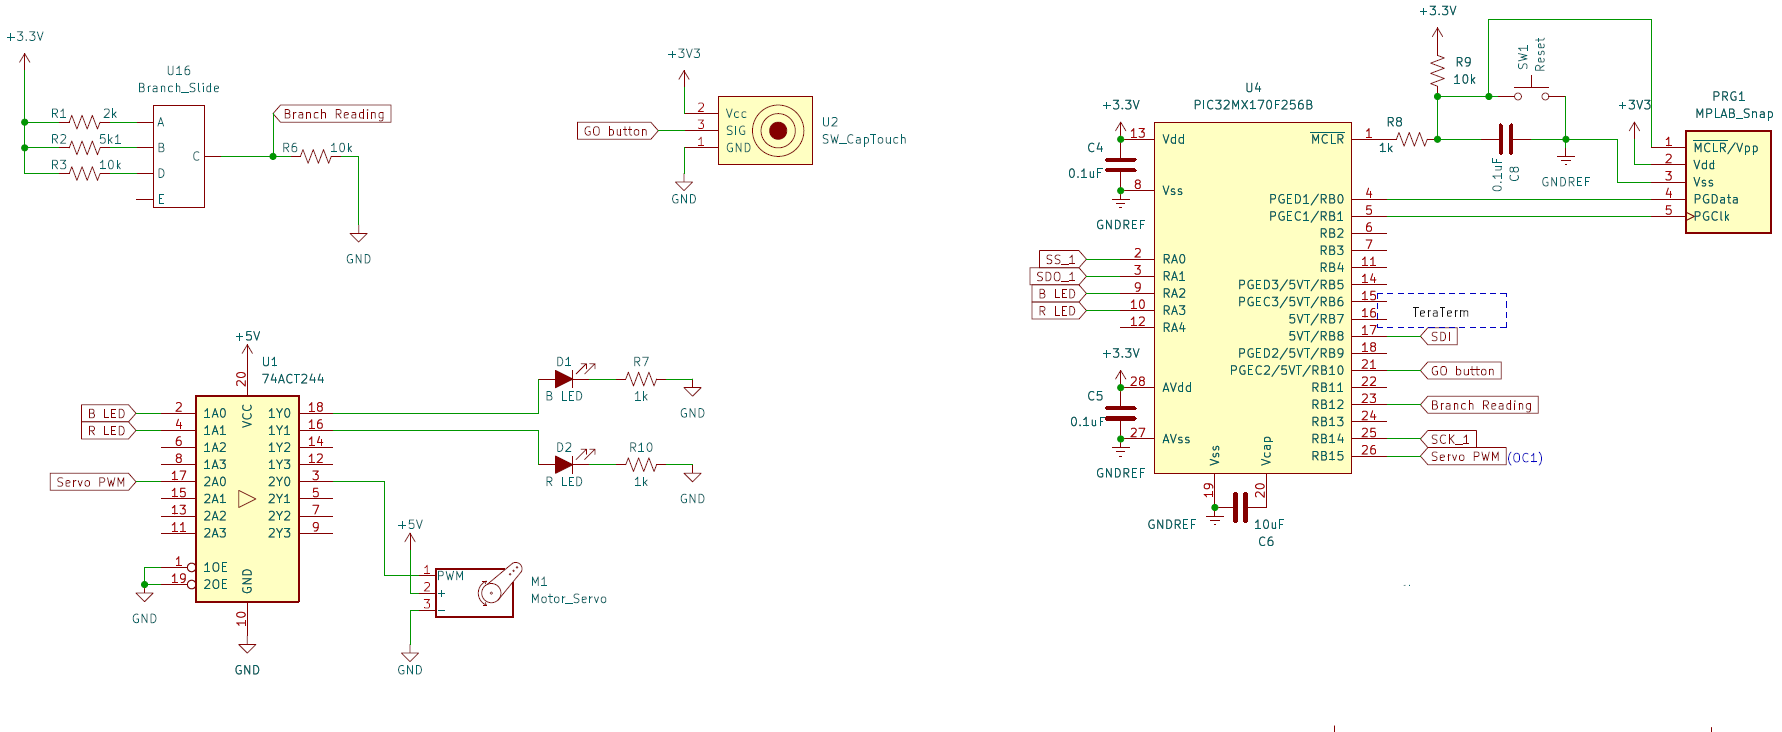 +3.3V
U16
Branch_Slide
R1 2k
R2 5k1
R3 10k
A
B
D
E
C
Branch Reading
R6 10k
GND
+3V3
GO button
2 Vcc
3 SIG
1 GND
U2
SW_CapTouch
GND
+5V
U1
74ACT244
20
VCC
B LED 2 1A0 1Y0 18
R LED 4 1A1 1Y1 16
6 1A2 1Y2 14
8 1A3 1Y3 12
Servo PWM 17 2A0 2Y0 3
15 2A1 2Y1 5
13 2A2 2Y2 7
11 2A3 2Y3 9
1 1OE
19 2OE
GND
10
GND
GND
D1
B LED
R7
1k
GND
D2
R LED
R10
1k
GND
+5V
1 PWM
2 +
3 −
M1
Motor_Servo
GND
U4
PIC32MX170F256B
+3.3V
13 Vdd
C4
0.1uF
8 Vss
GNDREF
SS_1 2 RA0
SDO_1 3 RA1
B LED 9 RA2
R LED 10 RA3
12 RA4
+3.3V
28 AVdd
C5
0.1uF
27 AVss
GNDREF
MCLR 1
PGED1/RB0 4
PGEC1/RB1 5
RB2 6
RB3 7
RB4 11
PGED3/5VT/RB5 14
PGEC3/5VT/RB6 15
5VT/RB7 16
TeraTerm
5VT/RB8 17 SDI
PGED2/5VT/RB9 18
PGEC2/5VT/RB10 21 GO button
RB11 22
RB12 23 Branch Reading
RB13 24
RB14 25 SCK_1
RB15 26 Servo PWM (OC1)
Vss
Vcap
19
20
GNDREF
10uF
C6
+3.3V
R9
10k
SW1
Reset
R8
1k
0.1uF
C8
GNDREF
+3V3
PRG1
MPLAB_Snap
1 MCLR/Vpp
2 Vdd
3 Vss
4 PGData
5 PGClk